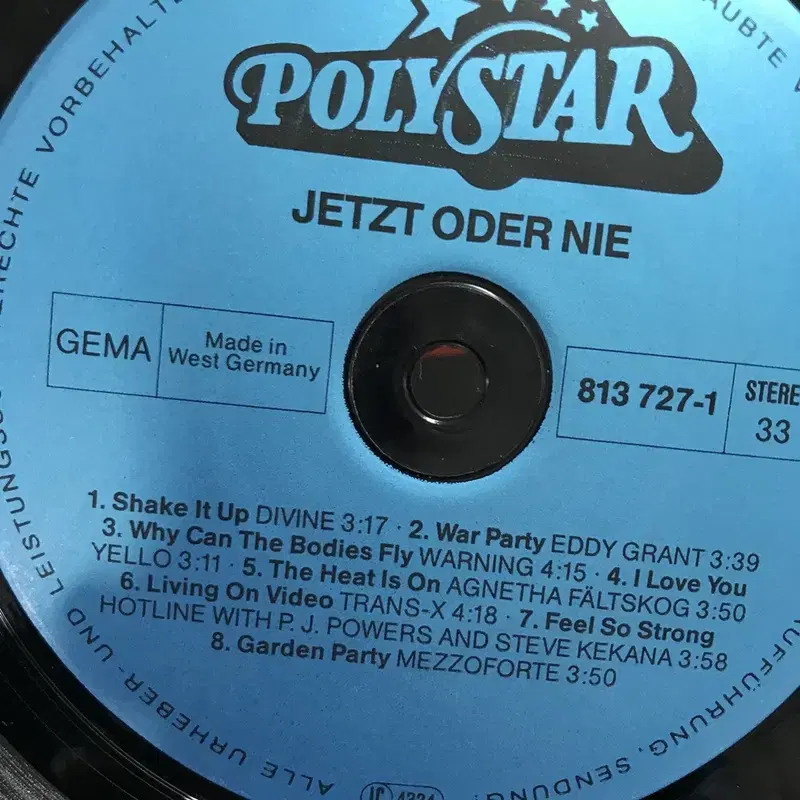 POLYSTAR
JETZT ODER NIE
GEMA
Made in
West Germany
813 727-1
STERE
33
1. Shake It Up DIVINE 3:17 · 2. War Party EDDY GRANT 3:39
3. Why Can The Bodies Fly WARNING 4:15 · 4. I Love You
YELLO 3:11 · 5. The Heat Is On AGNETHA FÄLTSKOG 3:50
6. Living On Video TRANS-X 4:18 · 7. Feel So Strong
HOTLINE WITH P. J. POWERS AND STEVE KEKANA 3:58
8. Garden Party MEZZOFORTE 3:50
ALLE URHEBER- UND LEISTUNGSSC
RECHTE VORBEHALTE
AUBTE V
UFFÜHRUNG, SENDUNG!